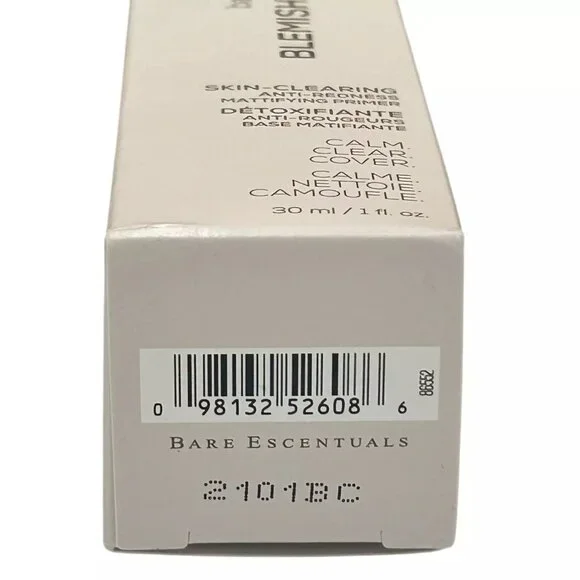 BLEMISH
SKIN-CLEARING
ANTI-REDNESS
MATTIFYING PRIMER
DÉTOXIFIANTE
ANTI-ROUGEURS
BASE MATIFIANTE
CALM.
CLEAR.
COVER.
CALME.
NETTOIE.
CAMOUFLE.
30 ml / 1 fl. oz.
0 98132 52608 6
86552
BARE ESCENTUALS
2101BC